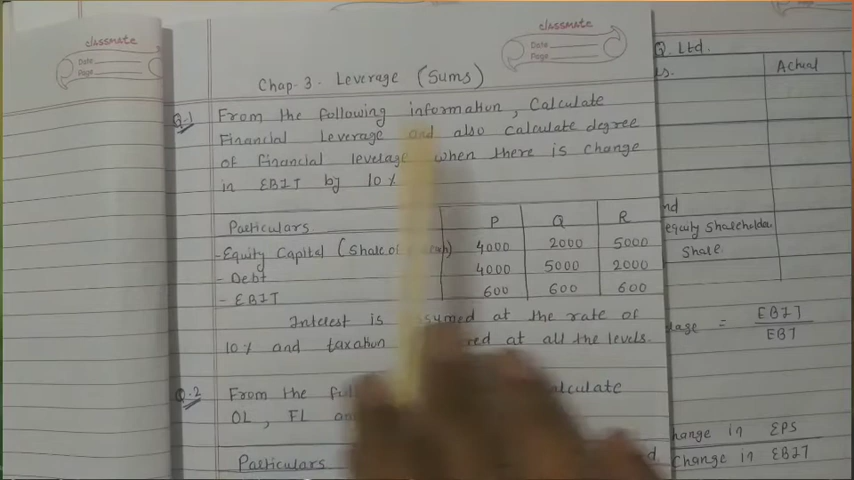 classmate
Date
Page
classmate
Date
Page
Chap-3. Leverage (Sums)
Q.1 From the following information, Calculate
Financial Leverage and also calculate degree
of financial leverage when there is change
in EBIT by 10%
Particulars P Q R
- Equity Capital (Share of 4000 2000 5000
- Debt 4000 5000 2000
- EBIT 600 600 600
Interest is assumed at the rate of
10% and taxation at all the levels.
Q.2 From the Calculate
OL, FL
Particulars
Q. Ltd.
Actual
equity Shareholder
Share.
= EBIT
EBT
change in EPS
Change in EBIT